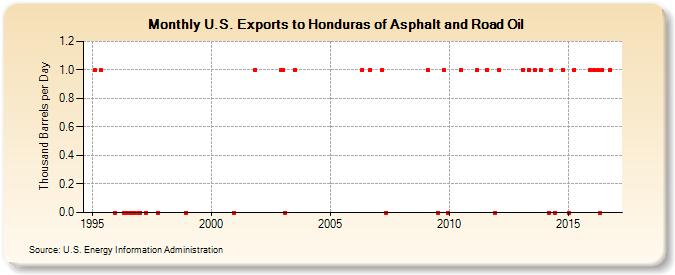 Monthly U.S. Exports to Honduras of Asphalt and Road Oil
Thousand Barrels per Day
1.2
1.0
0.8
0.6
0.4
0.2
0.0
1995 2000 2005 2010 2015
Source: U.S. Energy Information Administration